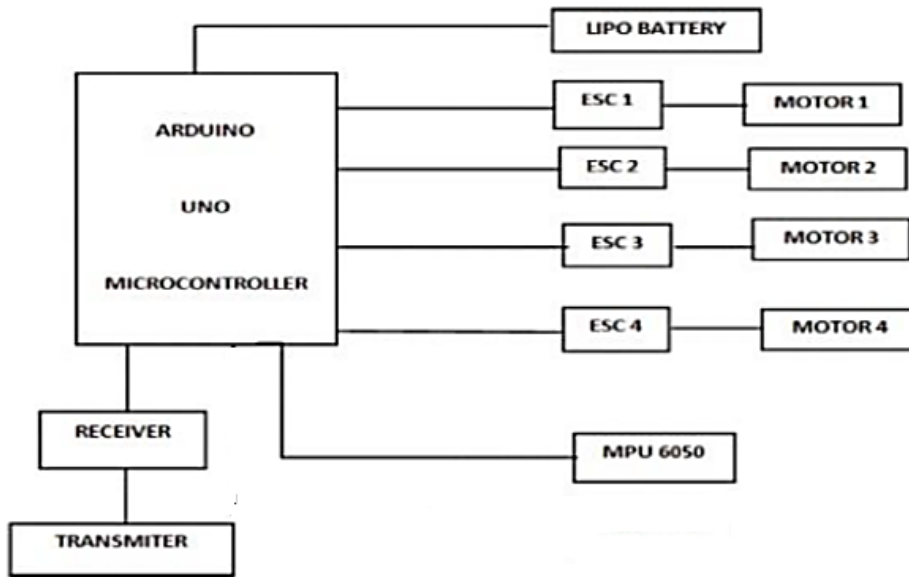 LIPO BATTERY
ARDUINO
UNO
MICROCONTROLLER
ESC 1
MOTOR 1
ESC 2
MOTOR 2
ESC 3
MOTOR 3
ESC 4
MOTOR 4
RECEIVER
MPU 6050
TRANSMITER